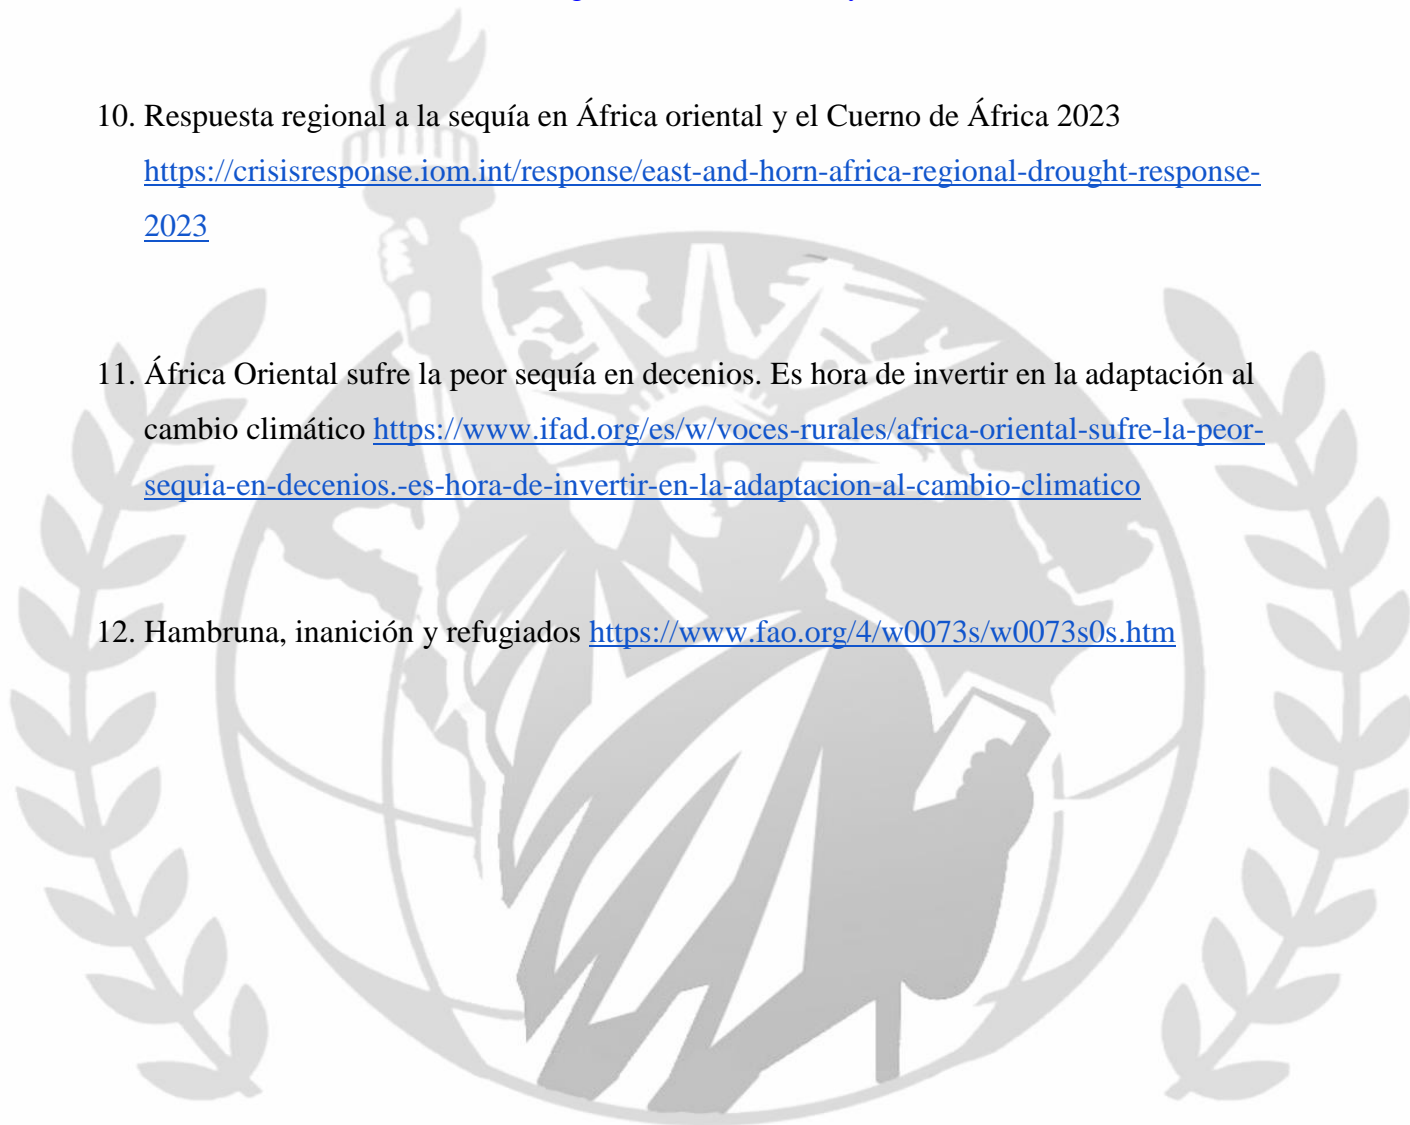 10. Respuesta regional a la sequía en África oriental y el Cuerno de África 2023
https://crisisresponse.iom.int/response/east-and-horn-africa-regional-drought-response-
2023
11. África Oriental sufre la peor sequía en decenios. Es hora de invertir en la adaptación al
cambio climático https://www.ifad.org/es/w/voces-rurales/africa-oriental-sufre-la-peor-
sequia-en-decenios.-es-hora-de-invertir-en-la-adaptacion-al-cambio-climatico
12. Hambruna, inanición y refugiados https://www.fao.org/4/w0073s/w0073s0s.htm